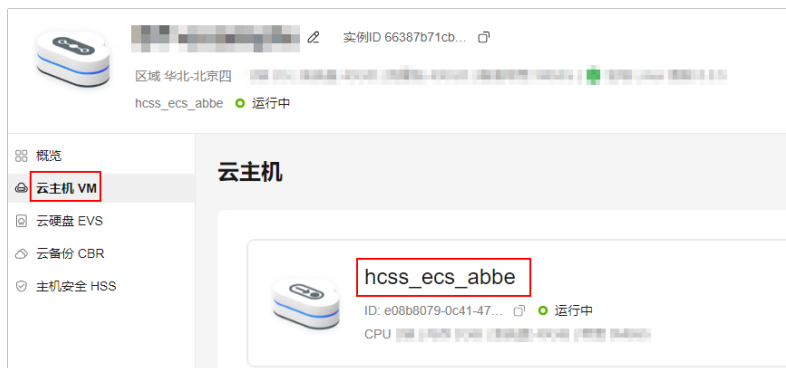 实例ID 66387b71cb...
区域 华北-北京四
hcss_ecs_abbe 运行中
概览
云主机 VM
云硬盘 EVS
云备份 CBR
主机安全 HSS
云主机
hcss_ecs_abbe
ID: e08b8079-0c41-47... 运行中
CPU